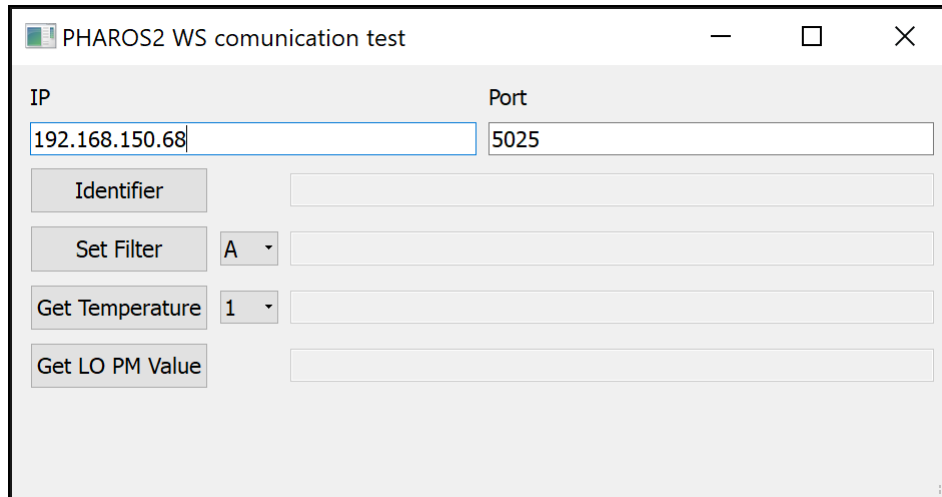 PHAROS2 WS comunication test
IP Port
192.168.150.68 5025
Identifier
Set Filter A
Get Temperature 1
Get LO PM Value